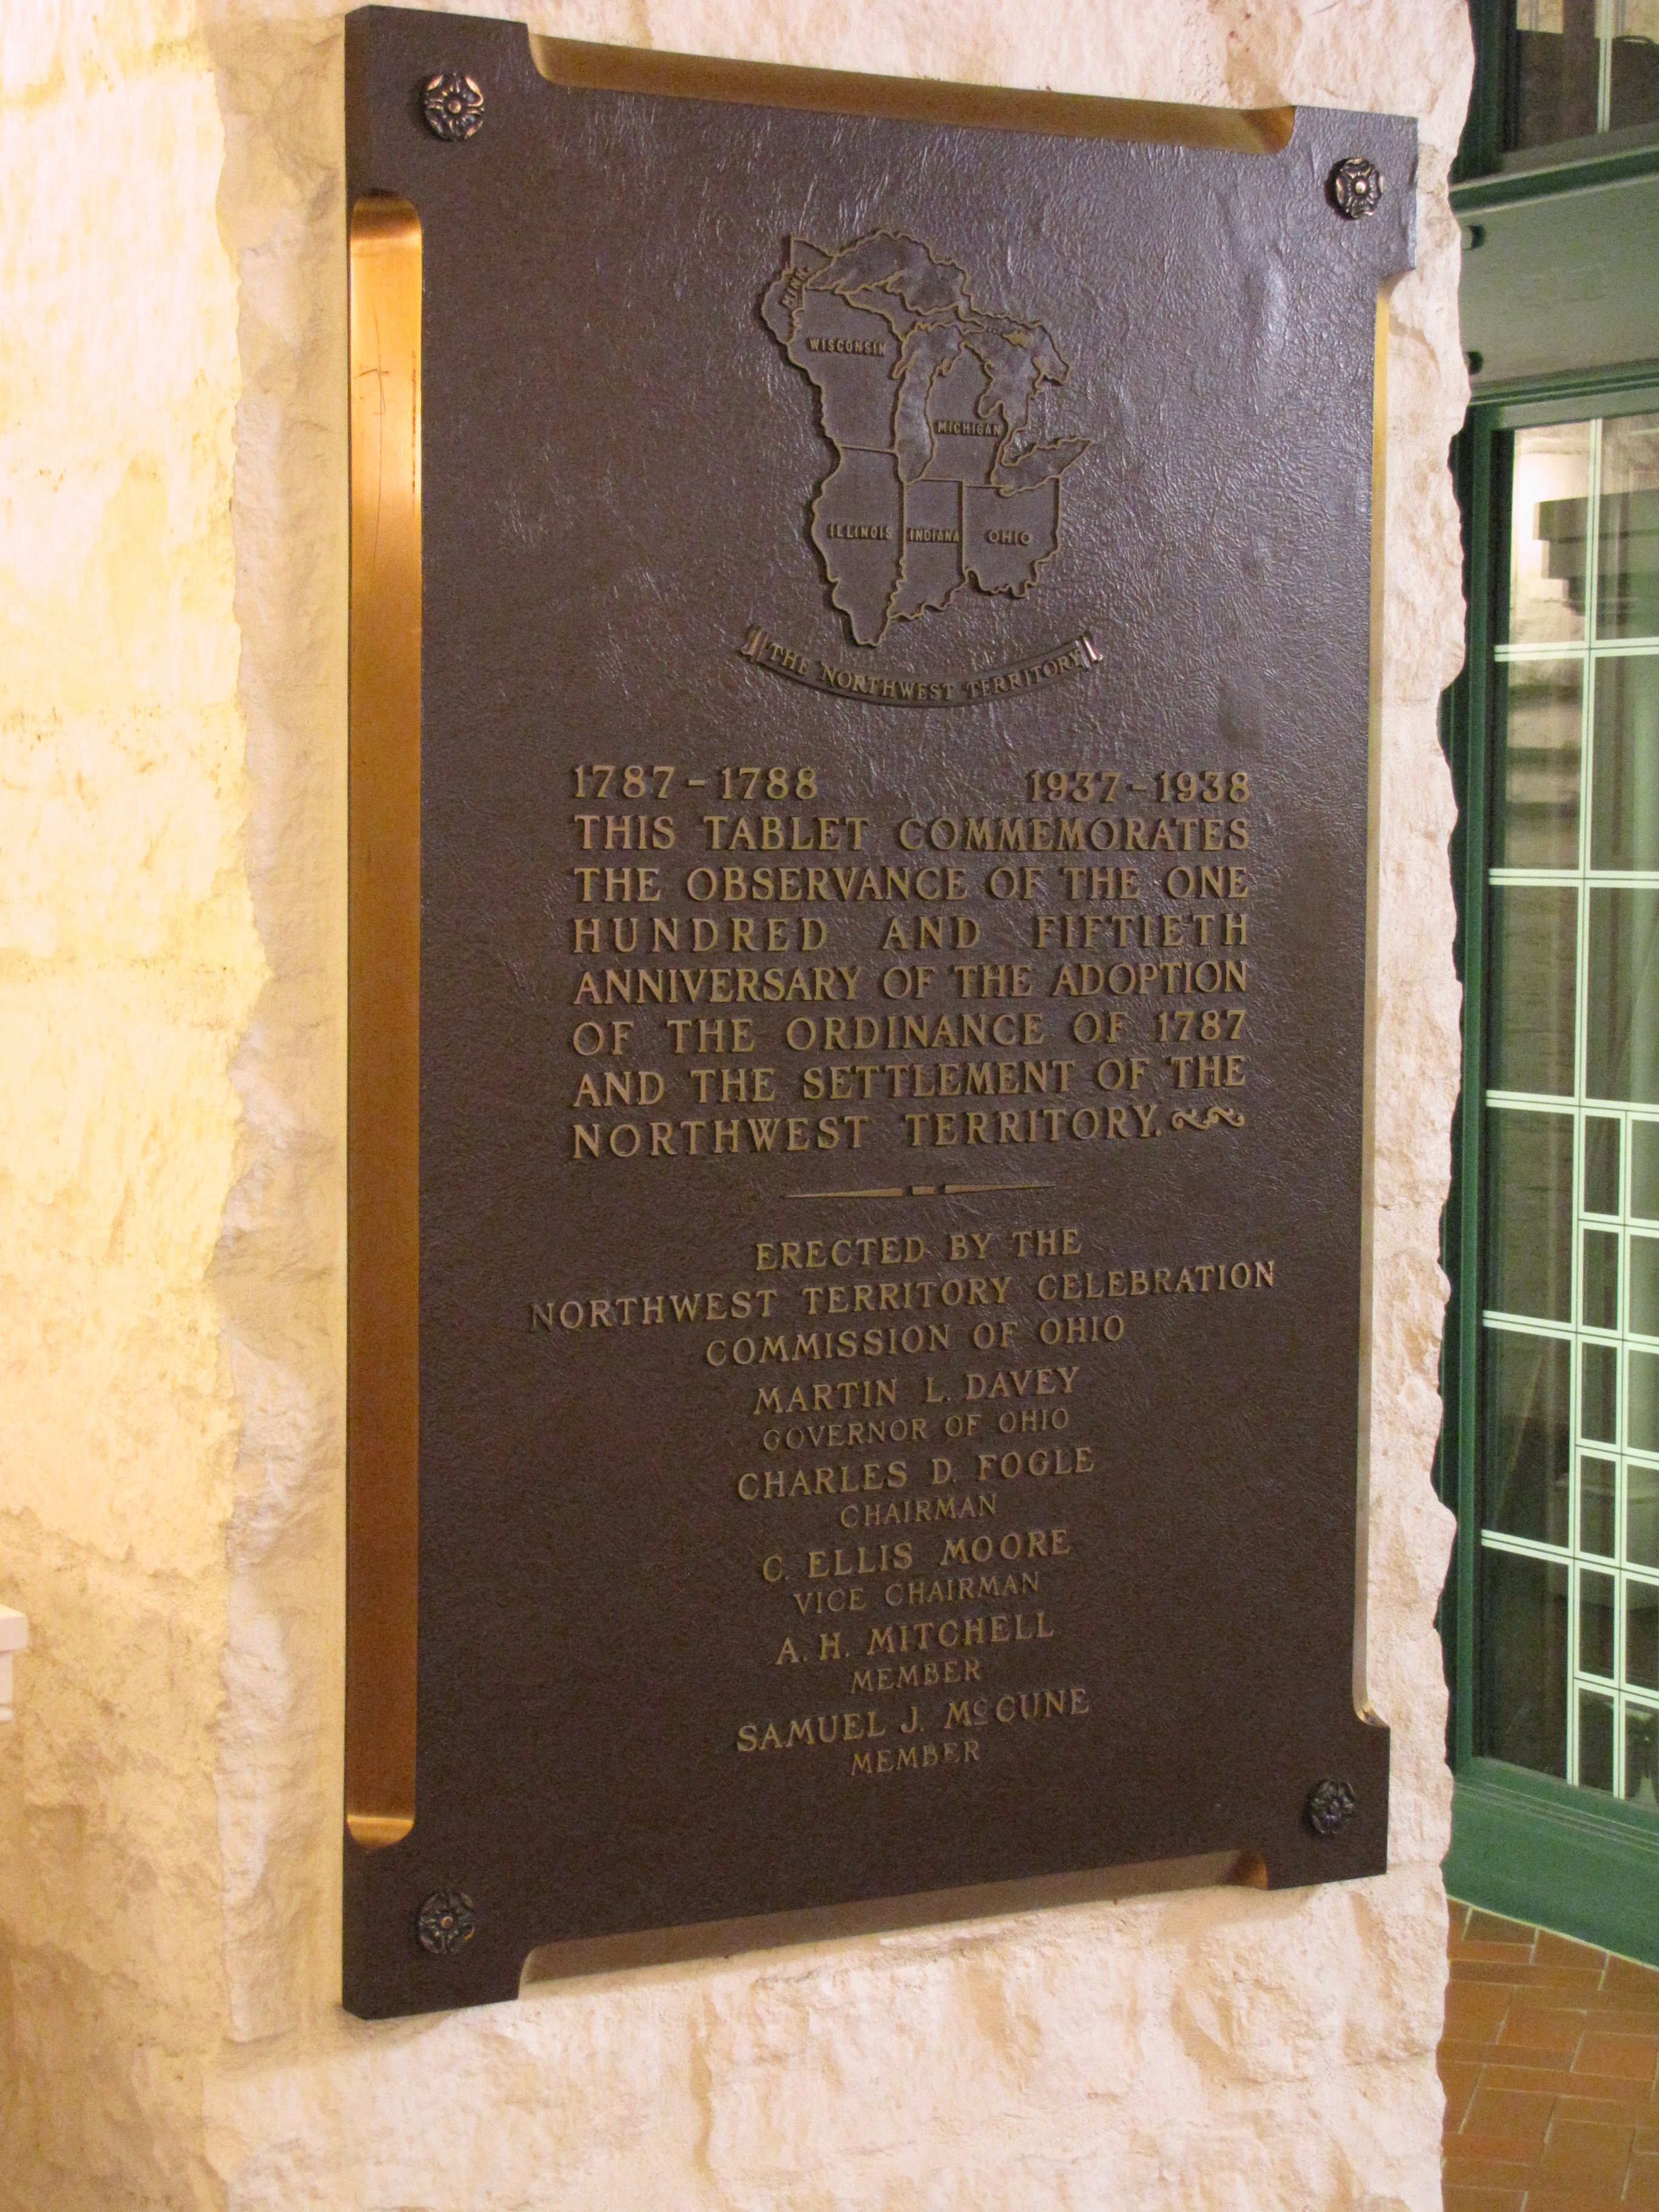 MINN.
WISCONSIN
MICHIGAN
ILLINOIS INDIANA OHIO
THE NORTHWEST TERRITORY
1787-1788 1937-1938
THIS TABLET COMMEMORATES
THE OBSERVANCE OF THE ONE
HUNDRED AND FIFTIETH
ANNIVERSARY OF THE ADOPTION
OF THE ORDINANCE OF 1787
AND THE SETTLEMENT OF THE
NORTHWEST TERRITORY.
ERECTED BY THE
NORTHWEST TERRITORY CELEBRATION
COMMISSION OF OHIO
MARTIN L. DAVEY
GOVERNOR OF OHIO
CHARLES D. FOGLE
CHAIRMAN
C. ELLIS MOORE
VICE CHAIRMAN
A. H. MITCHELL
MEMBER
SAMUEL J. McCUNE
MEMBER